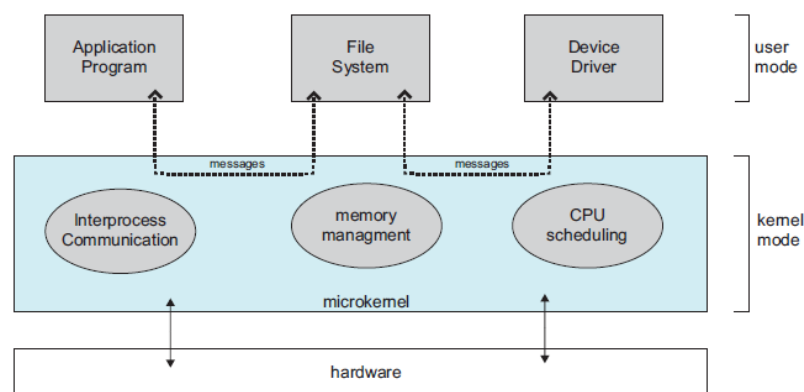 Application
Program
File
System
Device
Driver
user
mode
messages
messages
Interprocess
Communication
memory
managment
CPU
scheduling
kernel
mode
microkernel
hardware